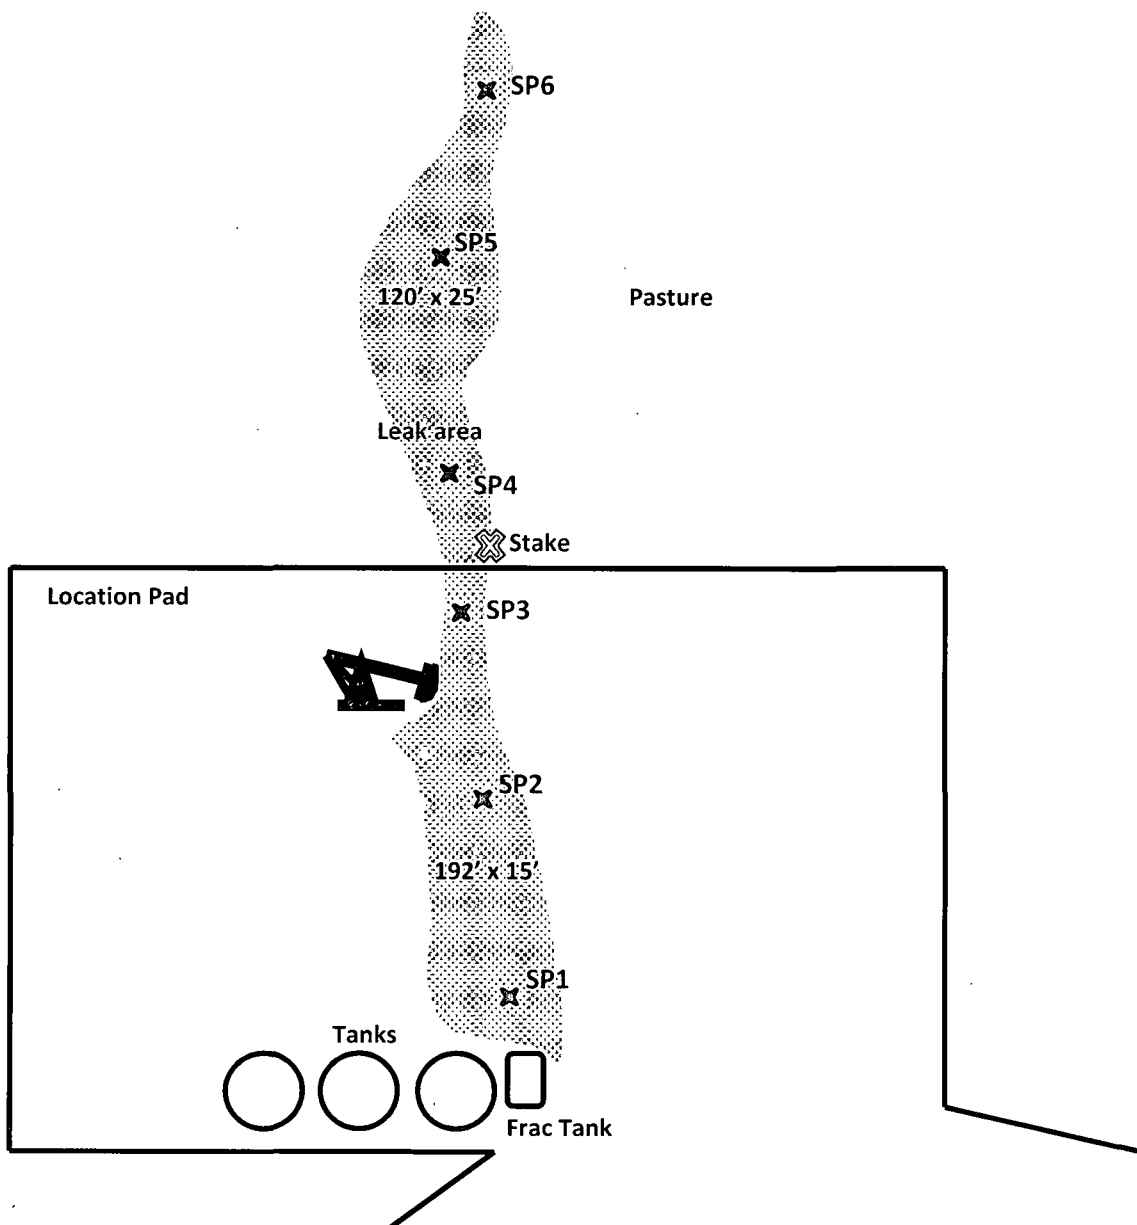 SP6
SP5
120' x 25'
Pasture
Leak area
SP4
Stake
Location Pad
SP3
SP2
192' x 15'
SP1
Tanks
Frac Tank